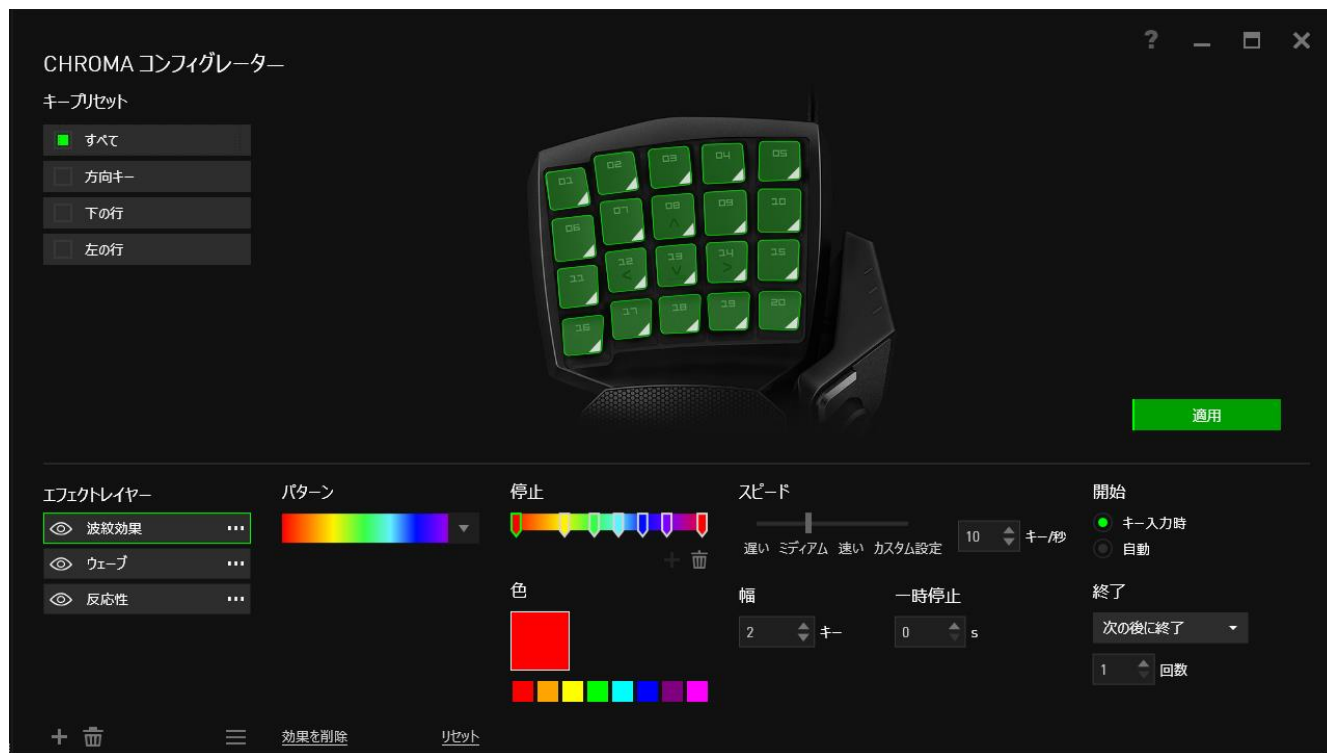 ?
CHROMA コンフィグレーター
キープリセット
すべて
方向キー
下の行
左の行
01 02 03 04 05
06 07 08 09 10
11 12 13 14 15
16 17 18 19 20
適用
エフェクトレイヤー
波紋効果
ウェーブ
反応性
パターン
停止
色
スピード
遅い ミディアム 速い カスタム設定
10 キー/秒
幅
2 キー
一時停止
0 s
開始
キー入力時
自動
終了
次の後に終了
1 回数
効果を削除
リセット